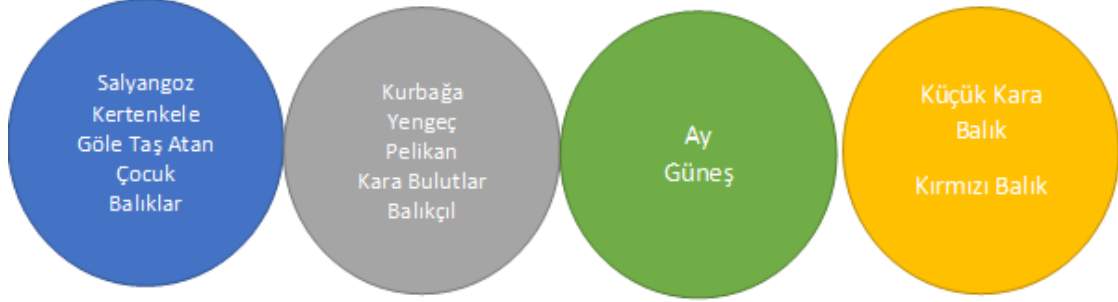 Salyangoz
Kertenkele
Göle Taş Atan
Çocuk
Balıklar
Kurbağa
Yengeç
Pelikan
Kara Bulutlar
Balıkçıl
Ay
Güneş
Küçük Kara
Balık
Kırmızı Balık